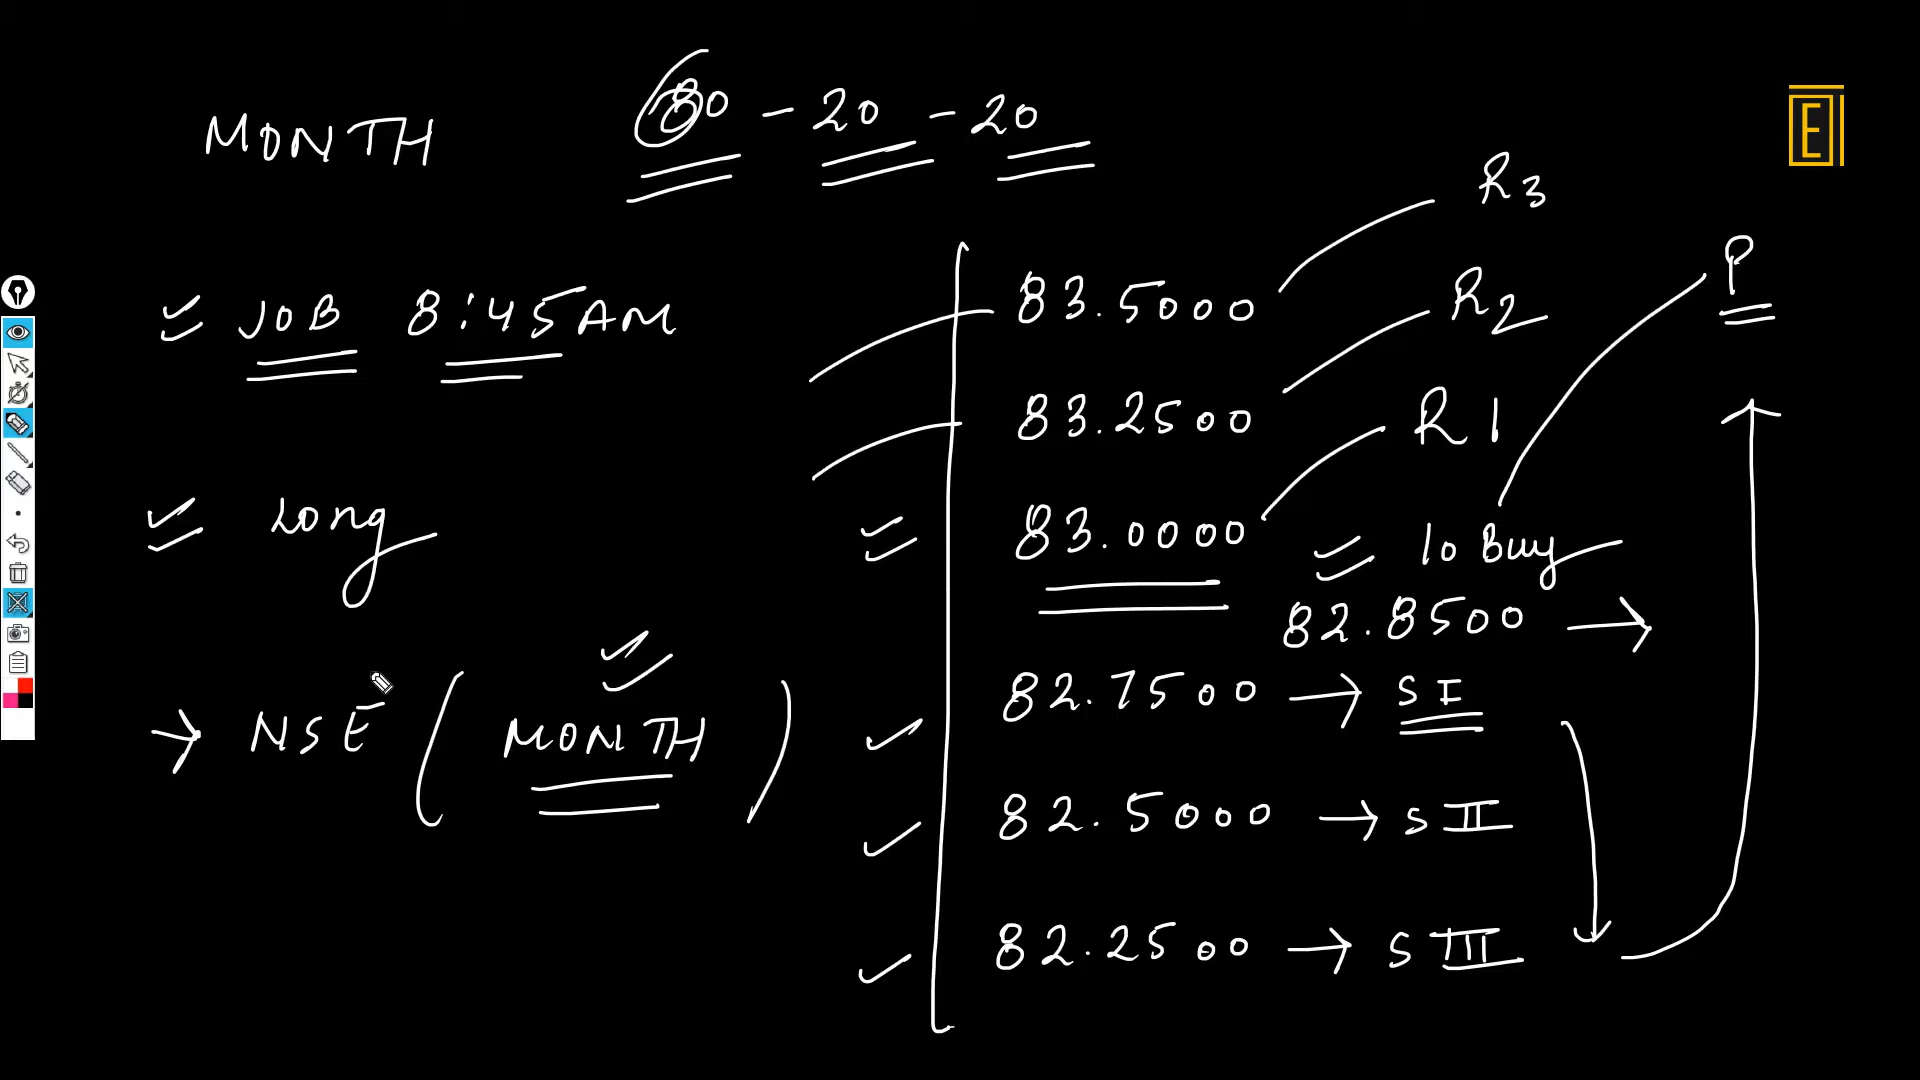 MONTH 80 - 20 - 20
R3
P
JOB 8:45AM
83.5000 R2
83.2500 R1
Long
83.0000 10 Buy
82.8500 →
→ NSE ( MONTH )
82.7500 → S I
82.5000 → S II
82.2500 → S III
E